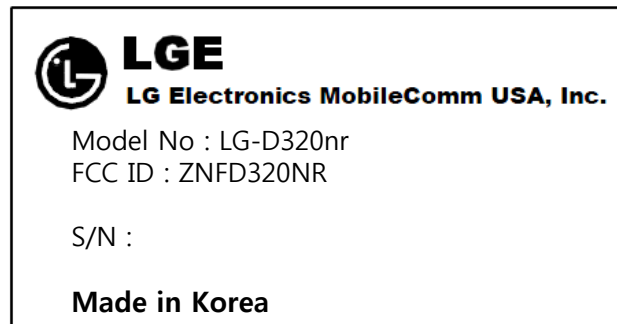 LGE
LG Electronics MobileComm USA, Inc.
Model No : LG-D320nr
FCC ID : ZNFD320NR
S/N :
Made in Korea